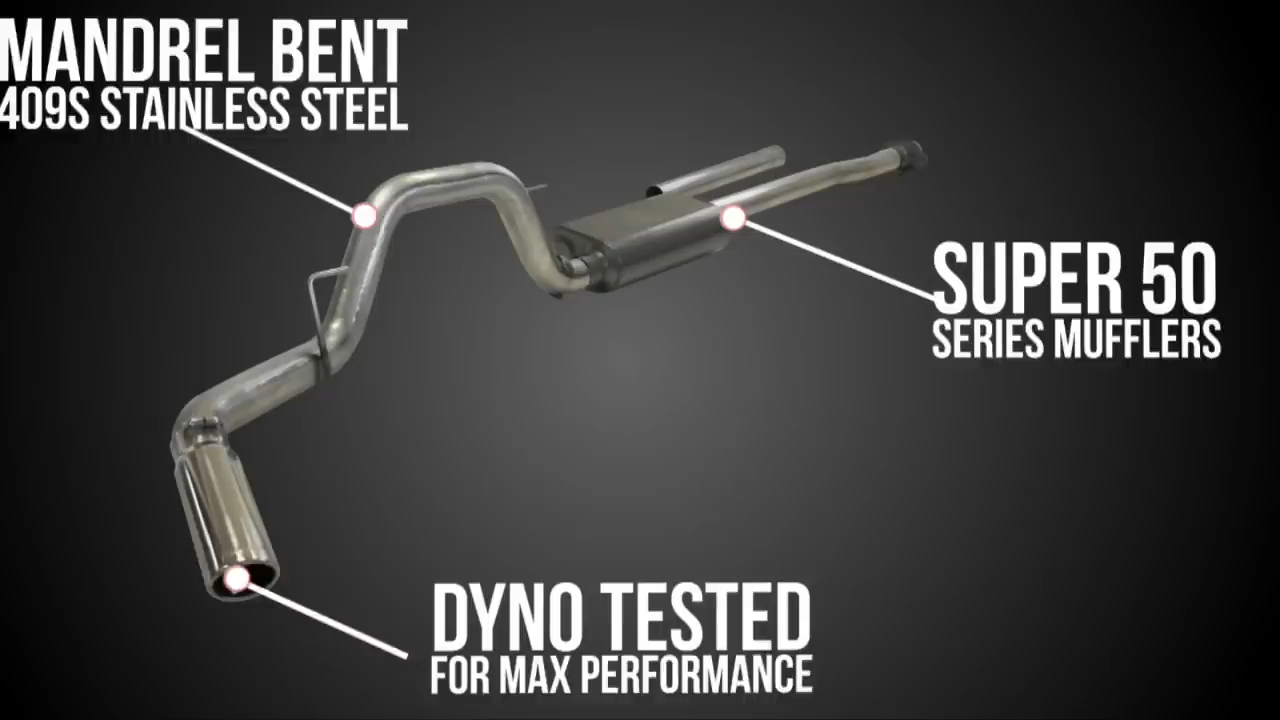 MANDREL BENT
409S STAINLESS STEEL
SUPER 50
SERIES MUFFLERS
DYNO TESTED
FOR MAX PERFORMANCE